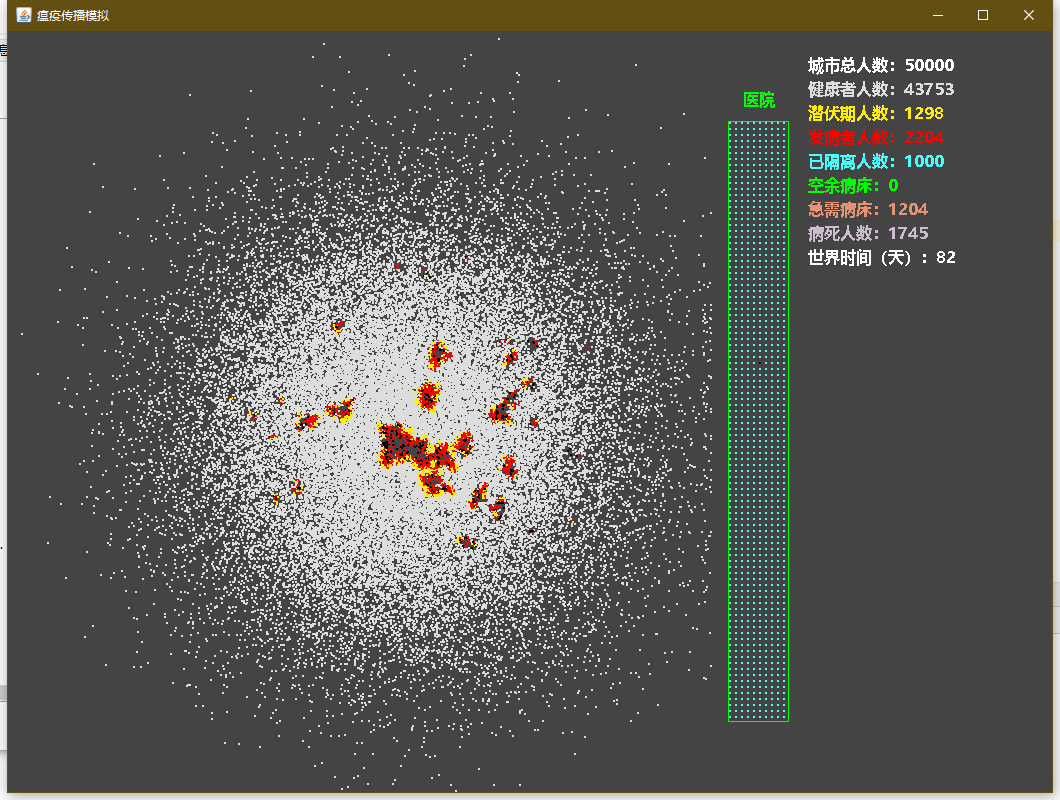 瘟疫传播模拟
医院
城市总人数：50000
健康者人数：43753
潜伏期人数：1298
发病者人数：2204
已隔离人数：1000
空余病床：0
急需病床：1204
病死人数：1745
世界时间（天）：82